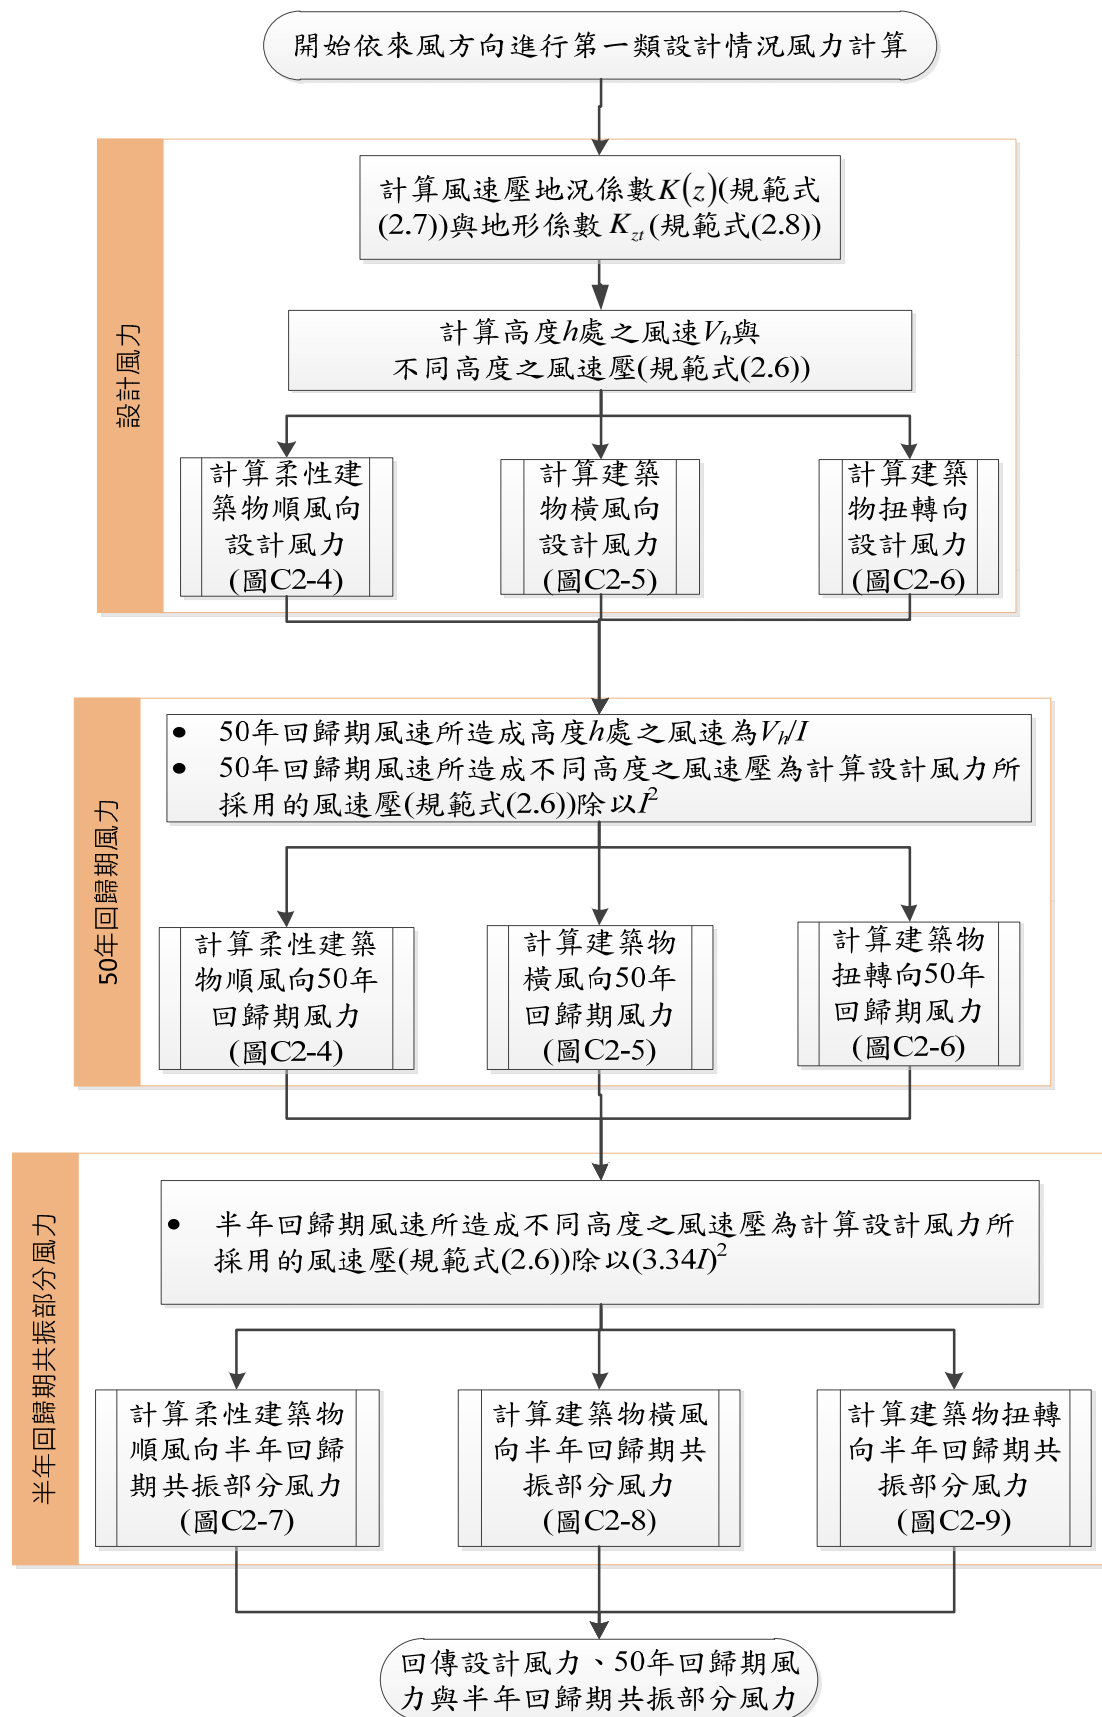 開始依來風方向進行第一類設計情況風力計算
設計風力
計算風速壓地況係數K(z)(規範式
(2.7))與地形係數 Kzt (規範式(2.8))
計算高度h處之風速Vh與
不同高度之風速壓(規範式(2.6))
計算柔性建
築物順風向
設計風力
(圖C2-4)
計算建築
物橫風向
設計風力
(圖C2-5)
計算建築
物扭轉向
設計風力
(圖C2-6)
50年回歸期風力
● 50年回歸期風速所造成高度h處之風速為Vh/I
● 50年回歸期風速所造成不同高度之風速壓為計算設計風力所
採用的風速壓(規範式(2.6))除以I²
計算柔性建築
物順風向50年
回歸期風力
(圖C2-4)
計算建築物
橫風向50年
回歸期風力
(圖C2-5)
計算建築物
扭轉向50年
回歸期風力
(圖C2-6)
半年回歸期共振部分風力
● 半年回歸期風速所造成不同高度之風速壓為計算設計風力所
採用的風速壓(規範式(2.6))除以(3.34I)²
計算柔性建築物
順風向半年回歸
期共振部分風力
(圖C2-7)
計算建築物橫風
向半年回歸期共
振部分風力
(圖C2-8)
計算建築物扭轉
向半年回歸期共
振部分風力
(圖C2-9)
回傳設計風力、50年回歸期風
力與半年回歸期共振部分風力